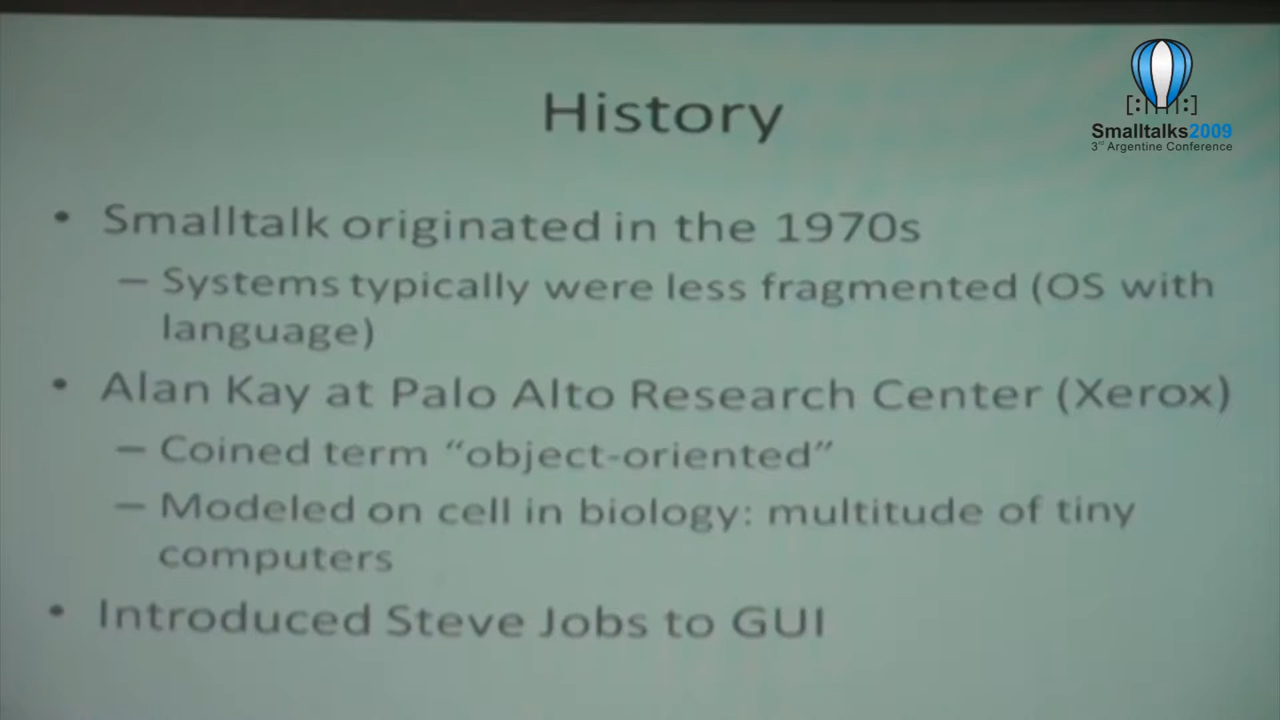 History
[:||||:]
Smalltalks2009
3rd Argentine Conference
• Smalltalk originated in the 1970s
– Systems typically were less fragmented (OS with
language)
• Alan Kay at Palo Alto Research Center (Xerox)
– Coined term “object-oriented”
– Modeled on cell in biology: multitude of tiny
computers
• Introduced Steve Jobs to GUI